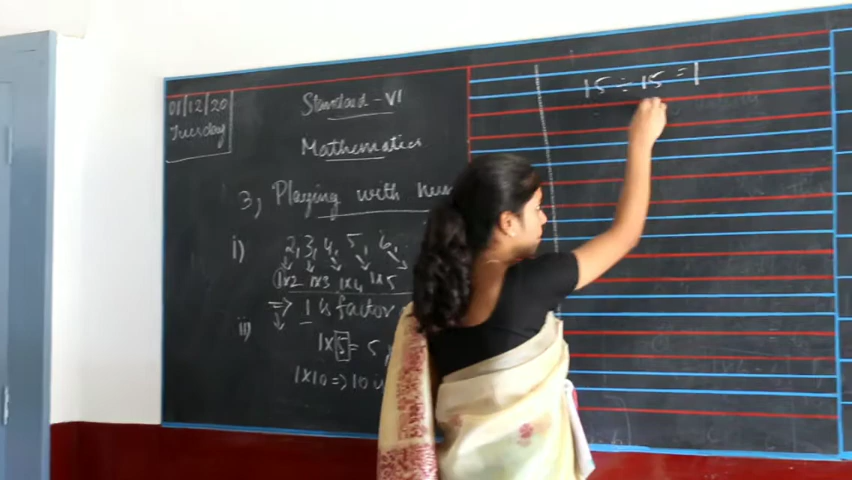 01/12/20
Tuesday
Standard - VI
Mathematics
3, Playing with
i) 2, 3, 4, 5, 6,
1x2 1x3 1x4 1x5
=> 1 is factor
ii)
1x5 = 5,
1x10 => 10
15 ÷ 15 = 1